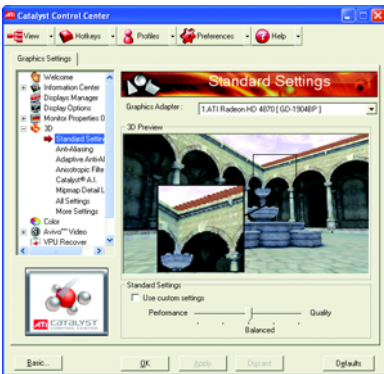 Catalyst Control Center
View Hotkeys Profiles Preferences Help
Graphics Settings
Welcome
Information Center
Displays Manager
Display Options
Monitor Properties 0
3D
Standard Settin
Anti-Aliasing
Adaptive Anti-Al
Anisotropic Filte
Catalyst® A.I.
Mipmap Detail L
All Settings
More Settings
Color
Avivo™ Video
VPU Recover
ATI CATALYST
Standard Settings
Graphics Adapter : 1.ATI Radeon HD 4870 [ GD-1904BP ]
3D Preview
Standard Settings
Use custom settings
Performance Quality
Balanced
Basic... OK Apply Discard Defaults